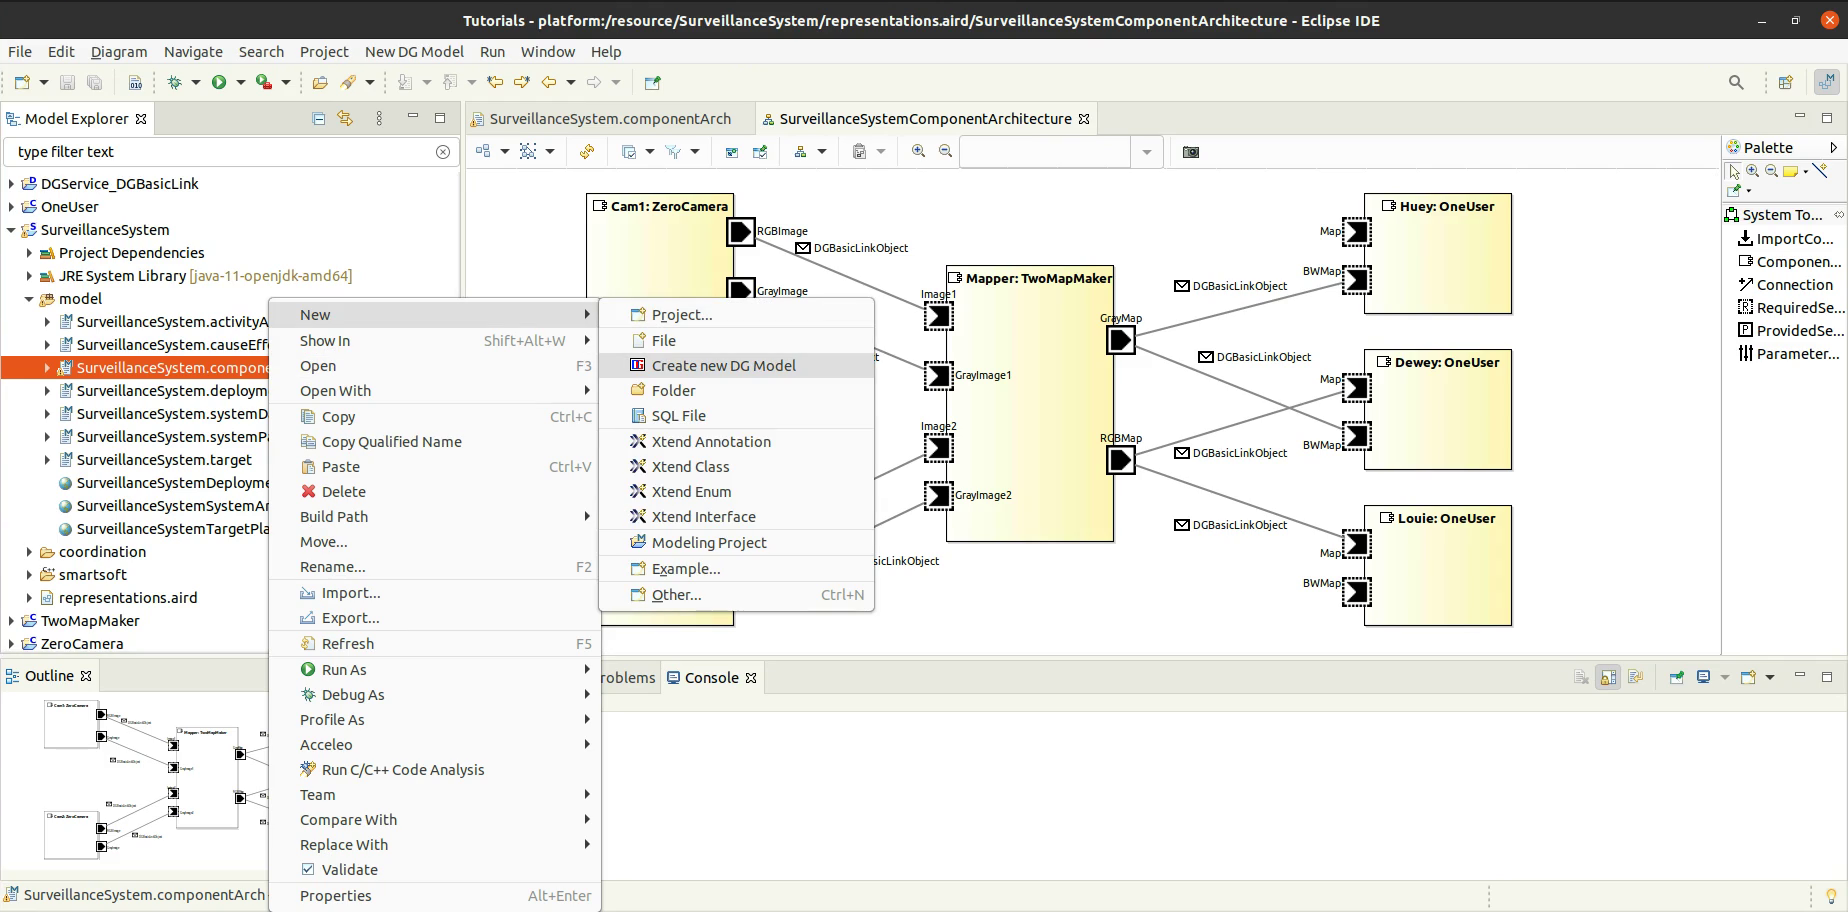 Tutorials - platform:/resource/SurveillanceSystem/representations.aird/SurveillanceSystemComponentArchitecture - Eclipse IDE
File Edit Diagram Navigate Search Project New DG Model Run Window Help
Model Explorer
SurveillanceSystem.componentArch
SurveillanceSystemComponentArchitecture
type filter text
DGService_DGBasicLink
OneUser
SurveillanceSystem
Project Dependencies
JRE System Library [java-11-openjdk-amd64]
model
SurveillanceSystem.activityA
SurveillanceSystem.causeEffe
SurveillanceSystem.compone
SurveillanceSystem.deploym
SurveillanceSystem.systemD
SurveillanceSystem.systemPa
SurveillanceSystem.target
SurveillanceSystemDeployme
SurveillanceSystemSystemAr
SurveillanceSystemTargetPla
coordination
smartsoft
representations.aird
TwoMapMaker
ZeroCamera
New
Show In Shift+Alt+W
Open F3
Open With
Copy Ctrl+C
Copy Qualified Name
Paste Ctrl+V
Delete
Build Path
Move...
Rename... F2
Import...
Export...
Refresh F5
Run As
Debug As
Profile As
Acceleo
Run C/C++ Code Analysis
Team
Compare With
Replace With
Validate
Properties Alt+Enter
Project...
File
Create new DG Model
Folder
SQL File
Xtend Annotation
Xtend Class
Xtend Enum
Xtend Interface
Modeling Project
Example...
Other... Ctrl+N
Cam1: ZeroCamera
RGBImage
DGBasicLinkObject
GrayImage
Mapper: TwoMapMaker
Image1
GrayImage1
Image2
GrayImage2
sicLinkObject
GrayMap
RGBMap
DGBasicLinkObject
DGBasicLinkObject
DGBasicLinkObject
DGBasicLinkObject
Huey: OneUser
Map
BWMap
Dewey: OneUser
Map
BWMap
Louie: OneUser
Map
BWMap
Palette
System To...
ImportCo...
Componen...
Connection
RequiredSe...
ProvidedSe...
Parameter...
Outline
roblems
Console
SurveillanceSystem.componentArch